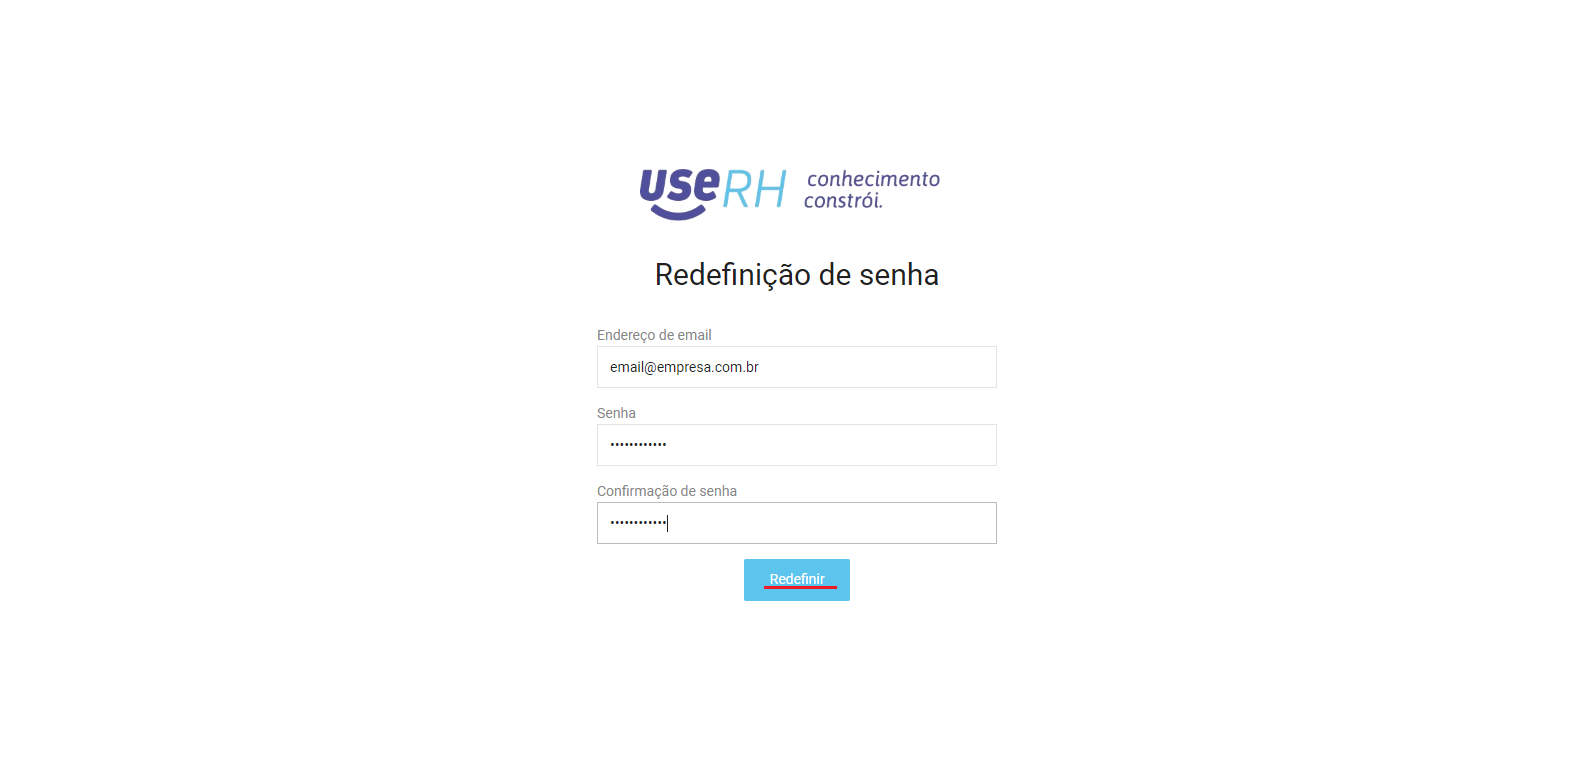 useRH conhecimento
constrói.
Redefinição de senha
Endereço de email
email@empresa.com.br
Senha
••••••••••••
Confirmação de senha
••••••••••••
Redefinir